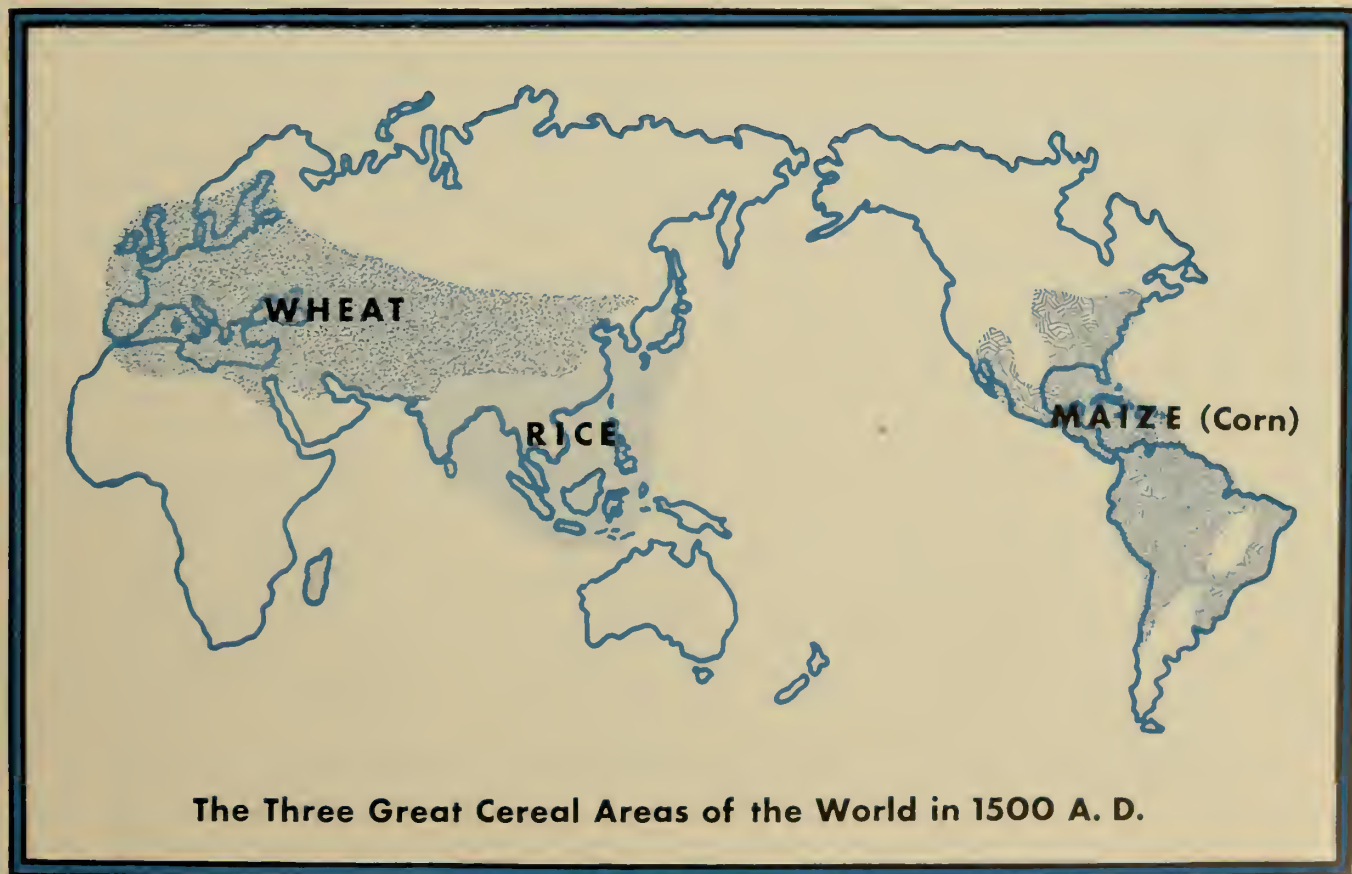 WHEAT
RICE
MAIZE (Corn)
The Three Great Cereal Areas of the World in 1500 A. D.